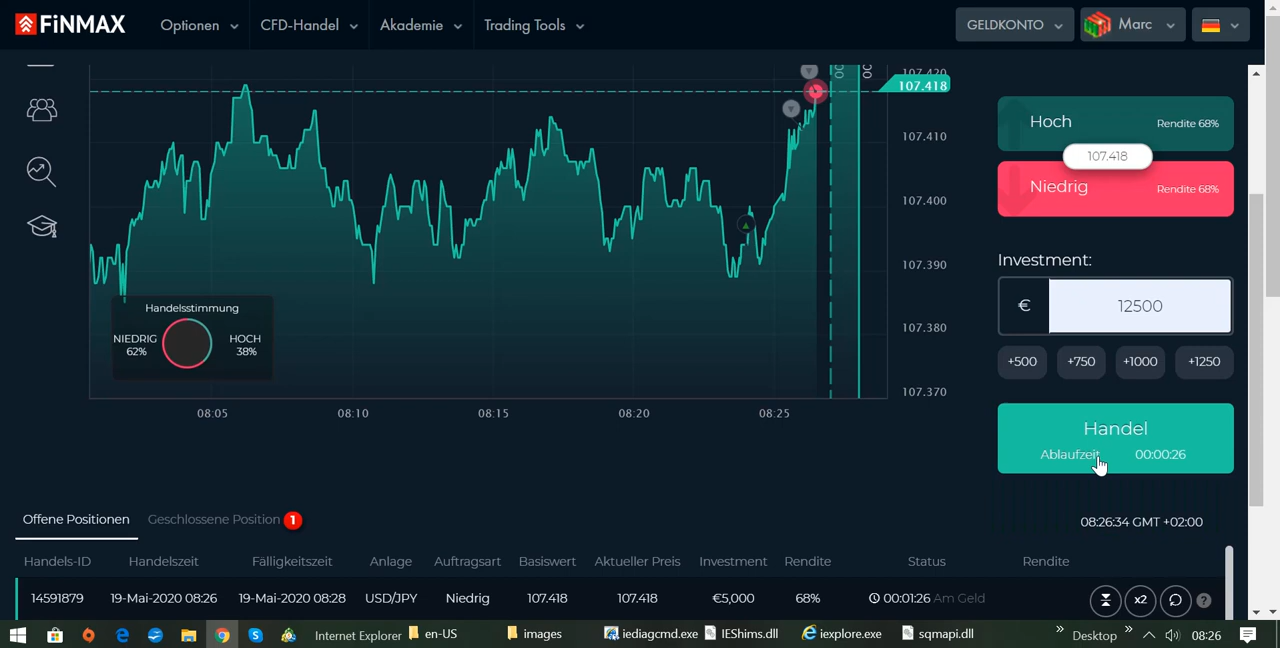 FiNMAX Optionen CFD-Handel Akademie Trading Tools GELDKONTO Marc
107.420
107.418
107.410
107.400
107.390
107.380
107.370
08:05 08:10 08:15 08:20 08:25
Handelsstimmung
NIEDRIG HOCH
62% 38%
Hoch Rendite 68%
107.418
Niedrig Rendite 68%
Investment:
€ 12500
+500 +750 +1000 +1250
Handel
Ablaufzeit 00:00:26
08:26:34 GMT +02:00
Offene Positionen Geschlossene Position 1
Handels-ID Handelszeit Fälligkeitszeit Anlage Auftragsart Basiswert Aktueller Preis Investment Rendite Status Rendite
14591879 19-Mai-2020 08:26 19-Mai-2020 08:28 USD/JPY Niedrig 107.418 107.418 €5,000 68% 00:01:26 Am Geld x2 ?
Internet Explorer en-US images iediagcmd.exe IEShims.dll iexplore.exe sqmapi.dll » Desktop » 08:26